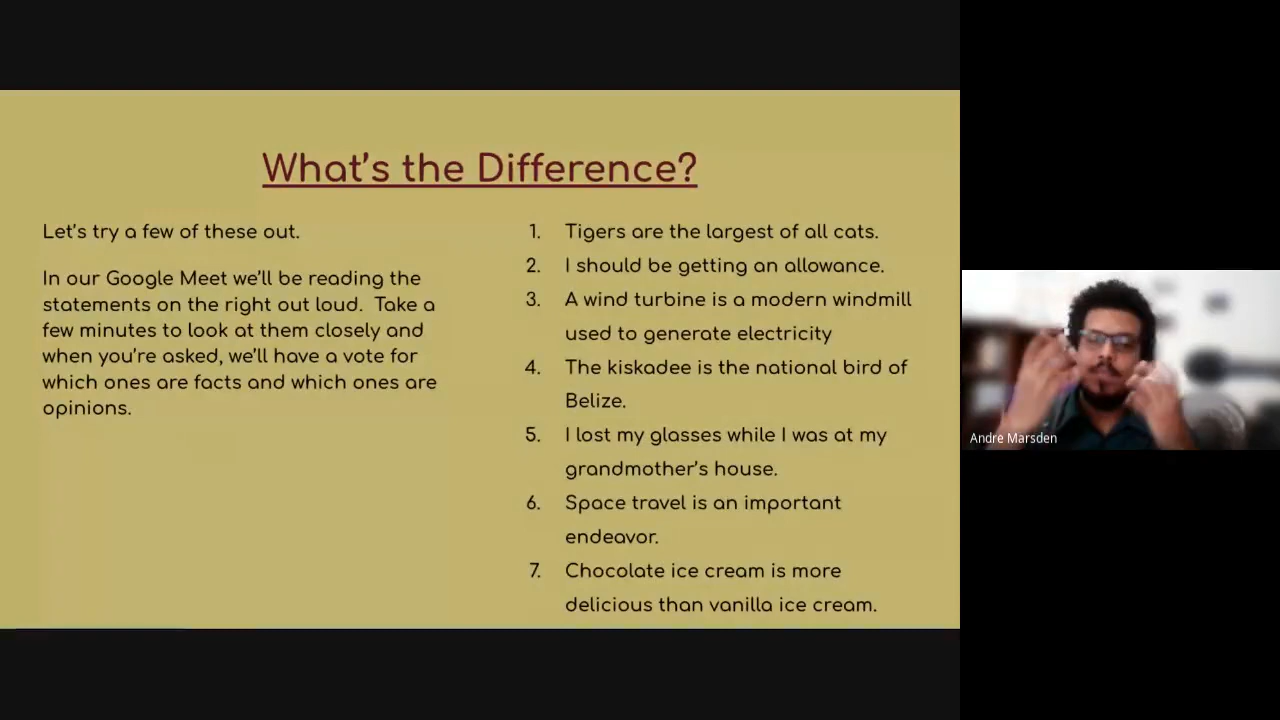 What's the Difference?
Let's try a few of these out.
In our Google Meet we'll be reading the
statements on the right out loud. Take a
few minutes to look at them closely and
when you're asked, we'll have a vote for
which ones are facts and which ones are
opinions.
1. Tigers are the largest of all cats.
2. I should be getting an allowance.
3. A wind turbine is a modern windmill
used to generate electricity
4. The kiskadee is the national bird of
Belize.
5. I lost my glasses while I was at my
grandmother's house.
6. Space travel is an important
endeavor.
7. Chocolate ice cream is more
delicious than vanilla ice cream.
Andre Marsden